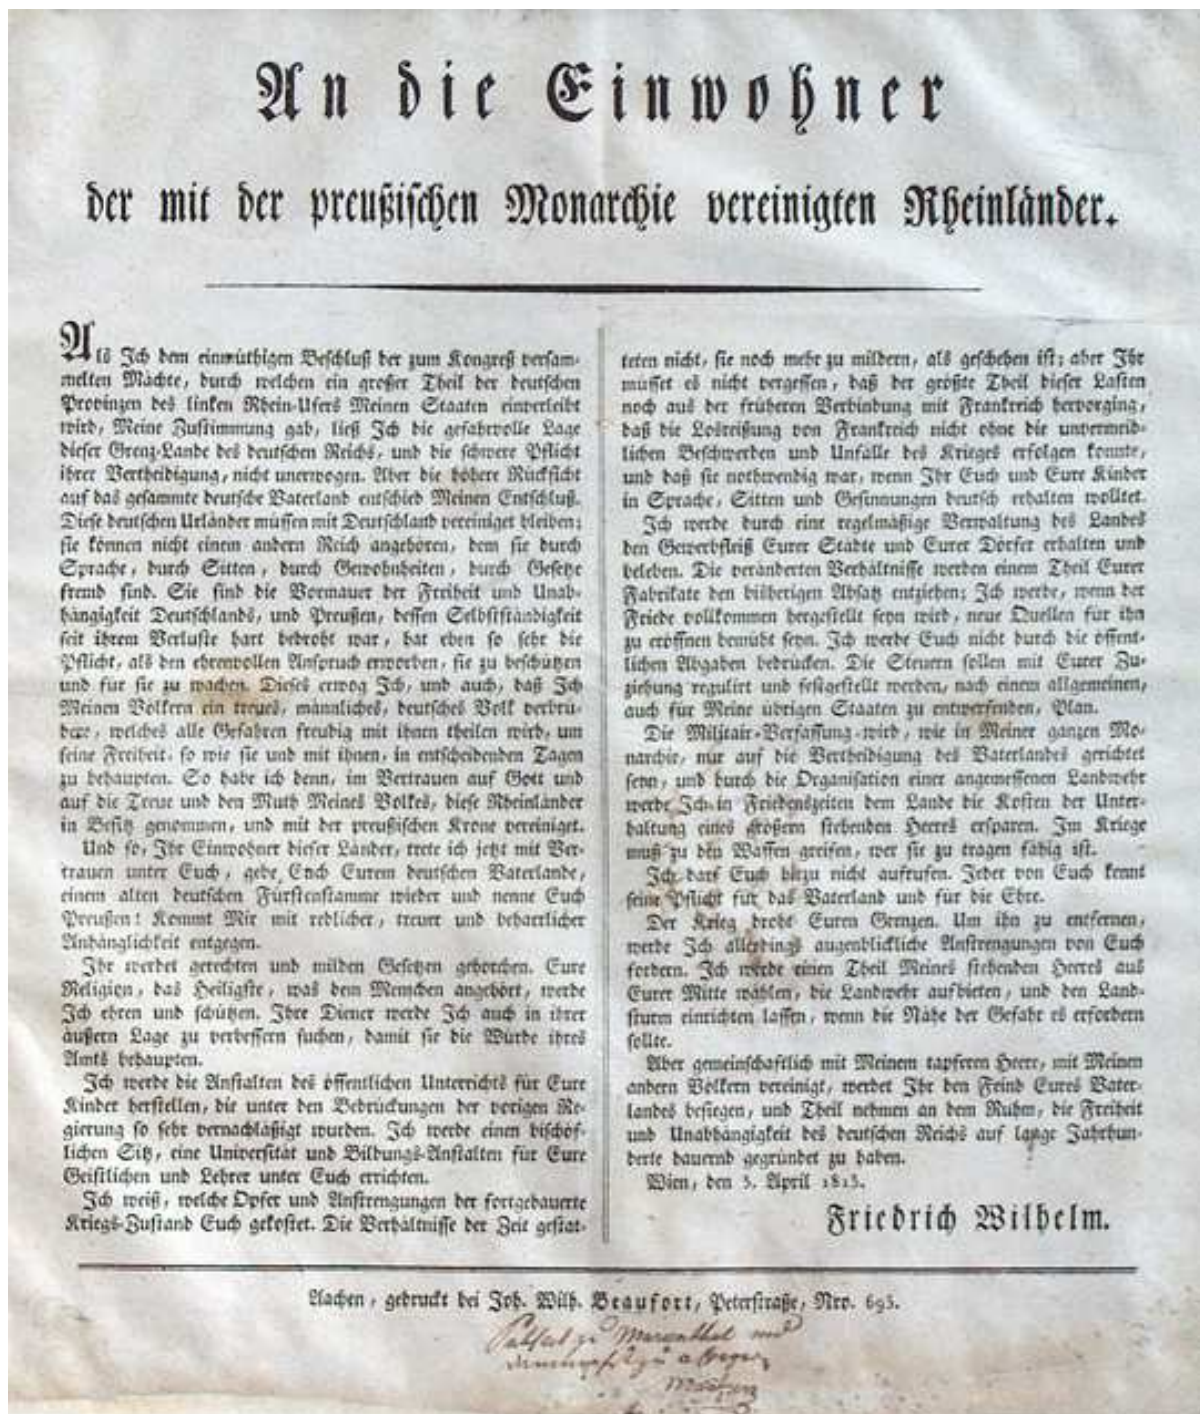 An die Einwohner
der mit der preußischen Monarchie vereinigten Rheinländer.
Als Ich dem einmüthigen Beschluß der zum Kongreß versam-
melten Mächte, durch welchen ein großer Theil der deutschen
Provinzen des linken Rhein-Ufers Meinen Staaten einverleibt
wird, Meine Zustimmung gab, ließ Ich die gefahrvolle Lage
dieser Grenz-Lande des deutschen Reichs, und die schwere Pflicht
ihrer Vertheidigung, nicht unerwogen. Aber die höhere Rücksicht
auf das gesammte deutsche Vaterland entschied Meinen Entschluß.
Diese deutschen Urländer müssen mit Deutschland vereiniget bleiben;
sie können nicht einem andern Reich angehören, dem sie durch
Sprache, durch Sitten, durch Gewohnheiten, durch Gesetze
fremd sind. Sie sind die Vormauer der Freiheit und Unab-
hängigkeit Deutschlands, und Preußen, dessen Selbstständigkeit
seit ihrem Verluste hart bedroht war, hat eben so sehr die
Pflicht, als den ehrenvollen Anspruch erworben, sie zu beschützen
und für sie zu wachen. Dieses erwog Ich, und auch, daß Ich
Meinen Völkern ein treues, männliches, deutsches Volk verbrü-
dere, welches alle Gefahren freudig mit ihnen theilen wird, um
seine Freiheit, so wie sie und mit ihnen, in entscheidenden Tagen
zu behaupten. So habe ich denn, im Vertrauen auf Gott und
auf die Treue und den Muth Meines Volkes, diese Rheinländer
in Besitz genommen, und mit der preußischen Krone vereiniget.
Und so, Ihr Einwohner dieser Länder, trete ich jetzt mit Ver-
trauen unter Euch, gebe Euch Eurem deutschen Vaterlande,
einem alten deutschen Fürstenstamme wieder und nenne Euch
Preußen! Kommt Mir mit redlicher, treuer und beharrlicher
Anhänglichkeit entgegen.
Ihr werdet gerechten und milden Gesetzen gehorchen. Eure
Religion, das Heiligste, was dem Menschen angehört, werde
Ich ehren und schützen. Ihre Diener werde Ich auch in ihrer
äußern Lage zu verbessern suchen, damit sie die Würde ihres
Amts behaupten.
Ich werde die Anstalten des öffentlichen Unterrichts für Eure
Kinder herstellen, die unter den Bedrückungen der vorigen Re-
gierung so sehr vernachläßigt wurden. Ich werde einen bischöf-
lichen Sitz, eine Universität und Bildungs-Anstalten für Eure
Geistlichen und Lehrer unter Euch errichten.
Ich weiß, welche Opfer und Anstrengungen der fortgedauerte
Kriegs-Zustand Euch gekostet. Die Verhältnisse der Zeit gestat-
teten nicht, sie noch mehr zu mildern, als geschehen ist; aber Ihr
müsset es nicht vergessen, daß der größte Theil dieser Lasten
noch aus der früheren Verbindung mit Frankreich hervorging,
daß die Losreißung von Frankreich nicht ohne die unvermeid-
lichen Beschwerden und Unfälle des Krieges erfolgen konnte,
und daß sie nothwendig war, wenn Ihr Euch und Eure Kinder
in Sprache, Sitten und Gesinnungen deutsch erhalten wolltet.
Ich werde durch eine regelmäßige Verwaltung des Landes
den Gewerbfleiß Eurer Städte und Eurer Dörfer erhalten und
beleben. Die veränderten Verhältnisse werden einem Theil Eurer
Fabrikate den bisherigen Absatz entziehen; Ich werde, wenn der
Friede vollkommen hergestellt seyn wird, neue Quellen für ihn
zu eröffnen bemüht seyn. Ich werde Euch nicht durch die öffent-
lichen Abgaben bedrücken. Die Steuern sollen mit Eurer Zu-
ziehung regulirt und festgestellt werden, nach einem allgemeinen,
auch für Meine übrigen Staaten zu entwerfenden, Plan.
Die Militair-Verfassung wird, wie in Meiner ganzen Mo-
narchie, nur auf die Vertheidigung des Vaterlandes gerichtet
seyn, und durch die Organisation einer angemessenen Landwehr
werde Ich in Friedenszeiten dem Lande die Kosten der Unter-
haltung eines größern stehenden Heeres ersparen. Im Kriege
muß zu den Waffen greifen, wer sie zu tragen fähig ist.
Ich darf Euch hirzu nicht aufrufen. Jeder von Euch kennt
seine Pflicht für das Vaterland und für die Ehre.
Der Krieg droht Euren Grenzen. Um ihn zu entfernen,
werde Ich allerdings augenblickliche Anstrengungen von Euch
fordern. Ich werde einen Theil Meines stehenden Heeres aus
Eurer Mitte wählen, die Landwehr aufbieten, und den Land-
sturm einrichten lassen, wenn die Nähe der Gefahr es erfordern
sollte.
Aber gemeinschaftlich mit Meinem tapferen Heere, mit Meinen
andern Völkern vereinigt, werdet Ihr den Feind Eures Vater-
landes besiegen, und Theil nehmen an dem Ruhm, die Freiheit
und Unabhängigkeit des deutschen Reichs auf lange Jahrhun-
derte dauernd gegründet zu haben.
Wien, den 5. April 1815.
Friedrich Wilhelm.
Aachen, gedruckt bei Joh. Wilh. Beaufort, Peterstraße, Nro. 693.